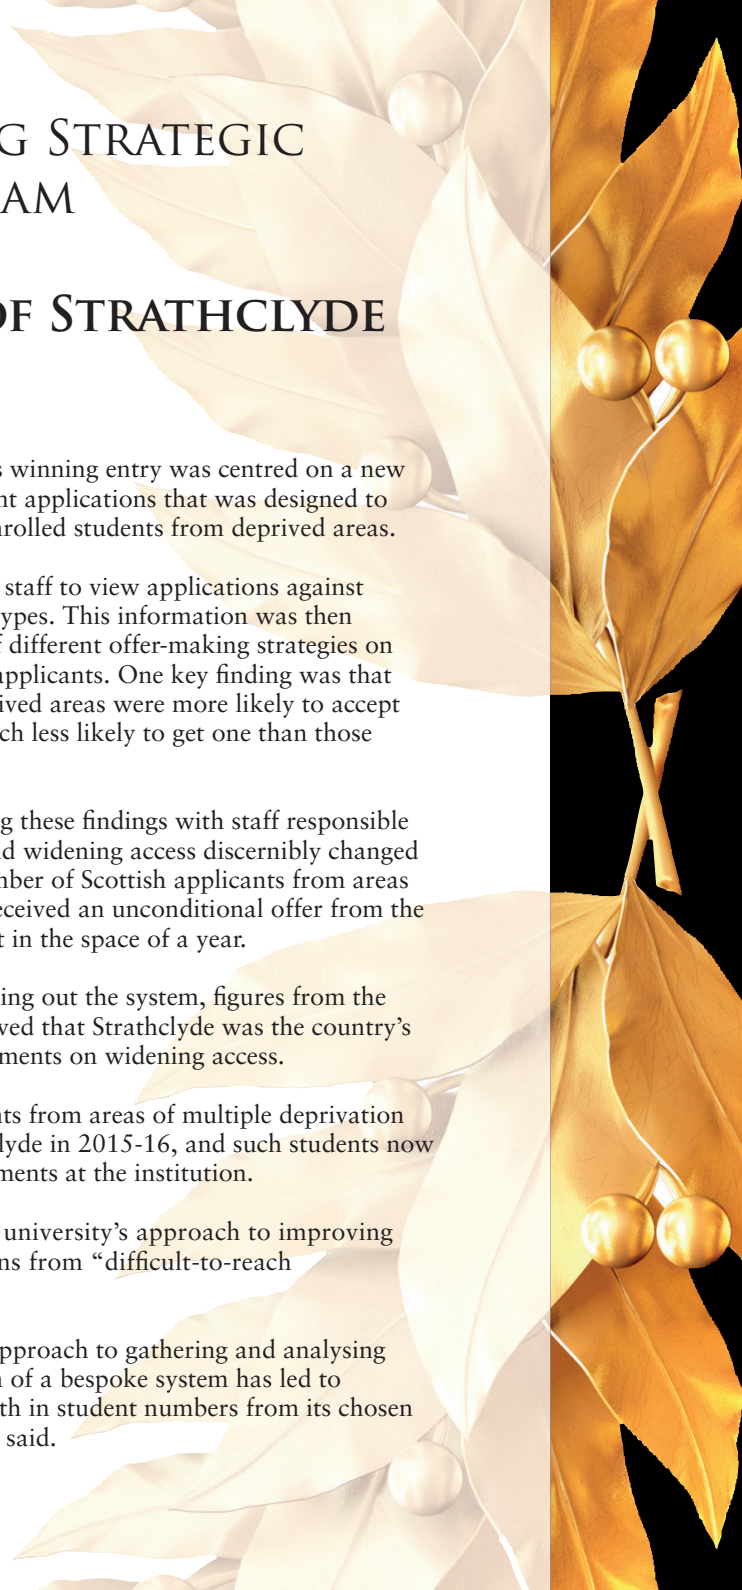 G STRATEGIC
AM
OF STRATHCLYDE
s winning entry was centred on a new
nt applications that was designed to
nrolled students from deprived areas.
staff to view applications against
ypes. This information was then
f different offer-making strategies on
applicants. One key finding was that
ived areas were more likely to accept
ch less likely to get one than those
g these findings with staff responsible
d widening access discernibly changed
nber of Scottish applicants from areas
eceived an unconditional offer from the
t in the space of a year.
ing out the system, figures from the
wed that Strathclyde was the country’s
ments on widening access.
nts from areas of multiple deprivation
lyde in 2015-16, and such students now
ments at the institution.
university’s approach to improving
ns from “difficult-to-reach
pproach to gathering and analysing
n of a bespoke system has led to
th in student numbers from its chosen
said.